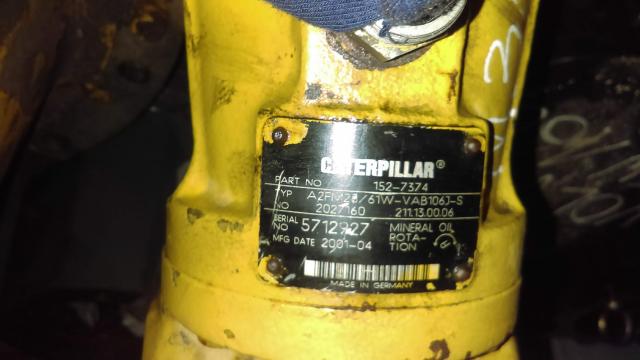 CATERPILLAR®
PART NO 152-7374
TYP A2FM28/61W-VAB106J-S
NO 2027160 211.13.00.06
SERIAL NO 5712927 MINERAL OIL
MFG DATE 2001-04 ROTA-TION
MADE IN GERMANY